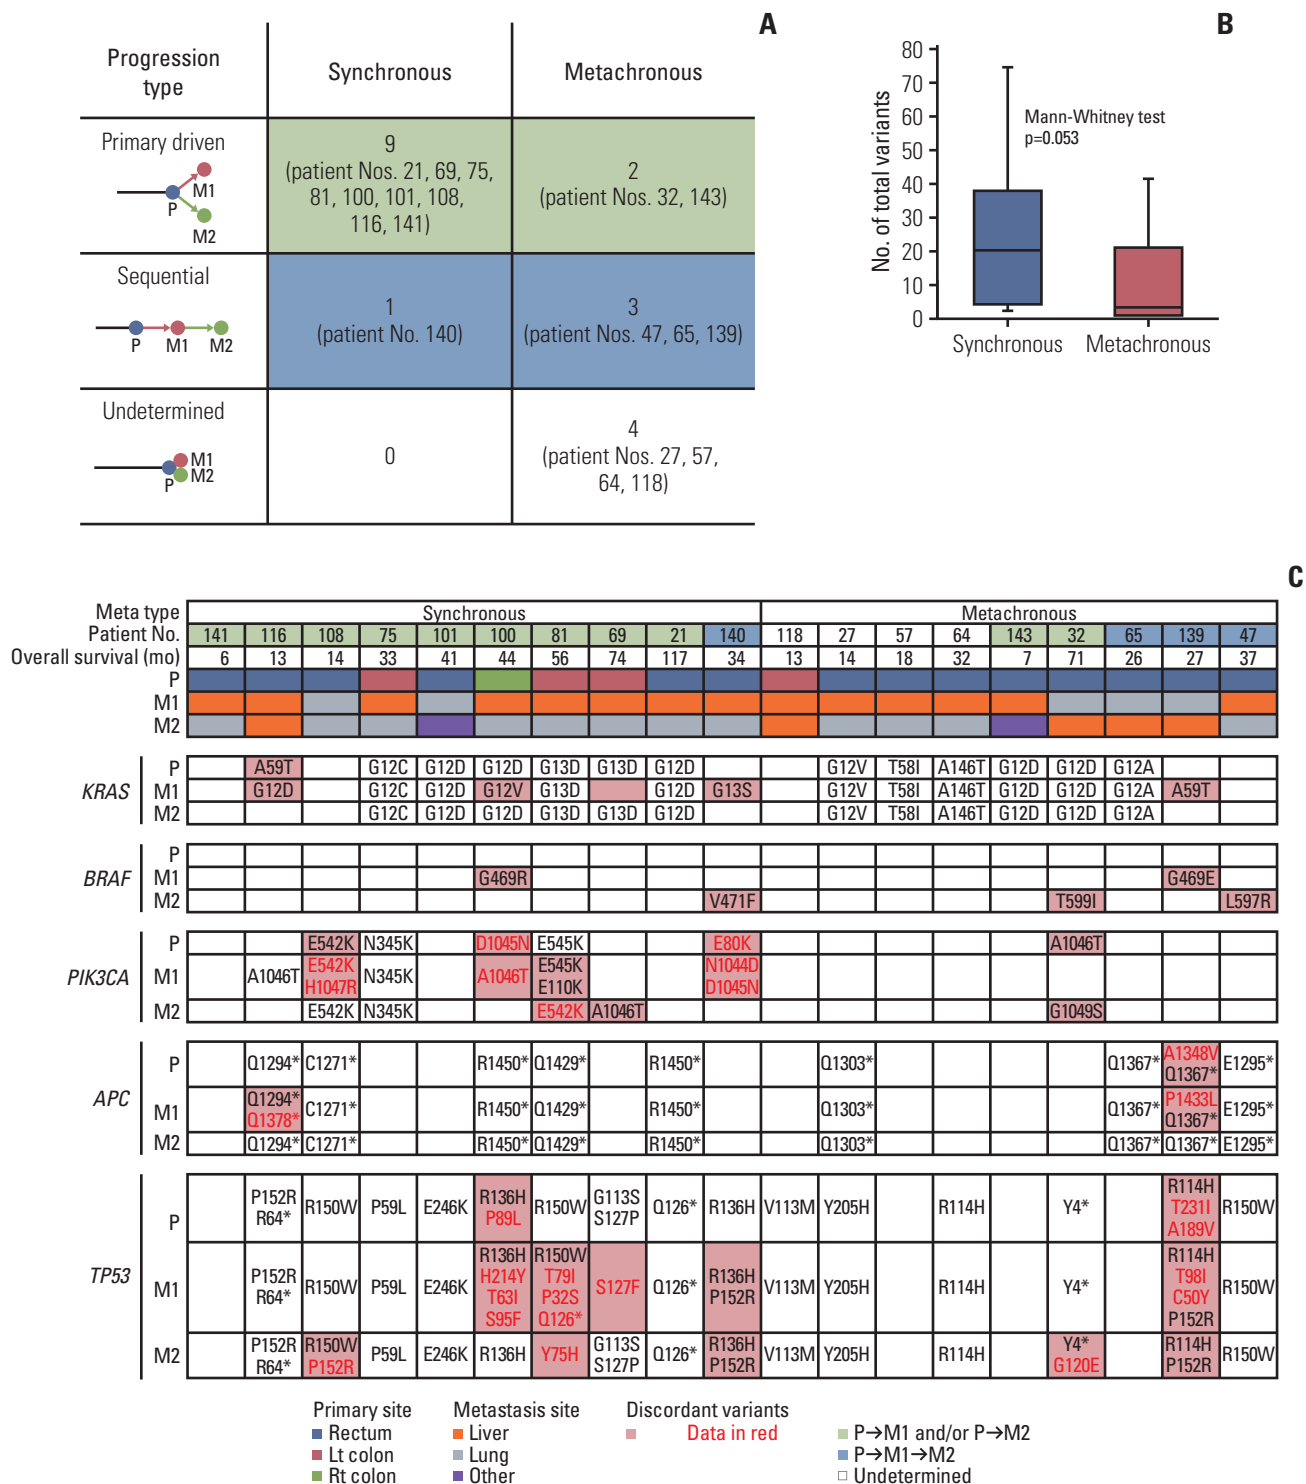 A
Progression
type
Synchronous
Metachronous
Primary driven
P
M1
M2
9
(patient Nos. 21, 69, 75,
81, 100, 101, 108,
116, 141)
2
(patient Nos. 32, 143)
Sequential
P M1 M2
1
(patient No. 140)
3
(patient Nos. 47, 65, 139)
Undetermined
M1
M2
P
0
4
(patient Nos. 27, 57,
64, 118)
B
No. of total variants
80
70
60
50
40
30
20
10
0
Mann-Whitney test
p=0.053
Synchronous Metachronous
C
Meta type Synchronous Metachronous
Patient No. 141 116 108 75 101 100 81 69 21 140 118 27 57 64 143 32 65 139 47
Overall survival (mo) 6 13 14 33 41 44 56 74 117 34 13 14 18 32 7 71 26 27 37
P
M1
M2
KRAS
P A59T G12C G12D G12D G13D G13D G12D G12V T58I A146T G12D G12D G12A
M1 G12D G12C G12D G12V G13D G12D G13S G12V T58I A146T G12D G12D G12A A59T
M2 G12C G12D G12D G13D G13D G12D G12V T58I A146T G12D G12D G12A
BRAF
P
M1 G469R G469E
M2 V471F T599I L597R
PIK3CA
P E542K N345K D1045N E545K E80K A1046T
M1 A1046T E542K H1047R N345K A1046T E545K E110K N1044D D1045N
M2 E542K N345K E542K A1046T G1049S
APC
P Q1294* C1271* R1450* Q1429* R1450* Q1303* Q1367* A1348V Q1367* E1295*
M1 Q1294* Q1378* C1271* R1450* Q1429* R1450* Q1303* Q1367* P1433L Q1367* E1295*
M2 Q1294* C1271* R1450* Q1429* R1450* Q1303* Q1367* Q1367* E1295*
TP53
P P152R R64* R150W P59L E246K R136H P89L R150W G113S S127P Q126* R136H V113M Y205H R114H Y4* R114H T231I A189V R150W
M1 P152R R64* R150W P59L E246K R136H H214Y T63I S95F R150W T79I P32S Q126* S127F Q126* R136H P152R V113M Y205H R114H Y4* R114H T98I C50Y P152R R150W
M2 P152R R64* R150W P152R P59L E246K R136H Y75H G113S S127P Q126* R136H P152R V113M Y205H R114H Y4* G120E R114H P152R R150W
Primary site Metastasis site Discordant variants
Rectum Liver Data in red P→M1 and/or P→M2
Lt colon Lung P→M1→M2
Rt colon Other Undetermined